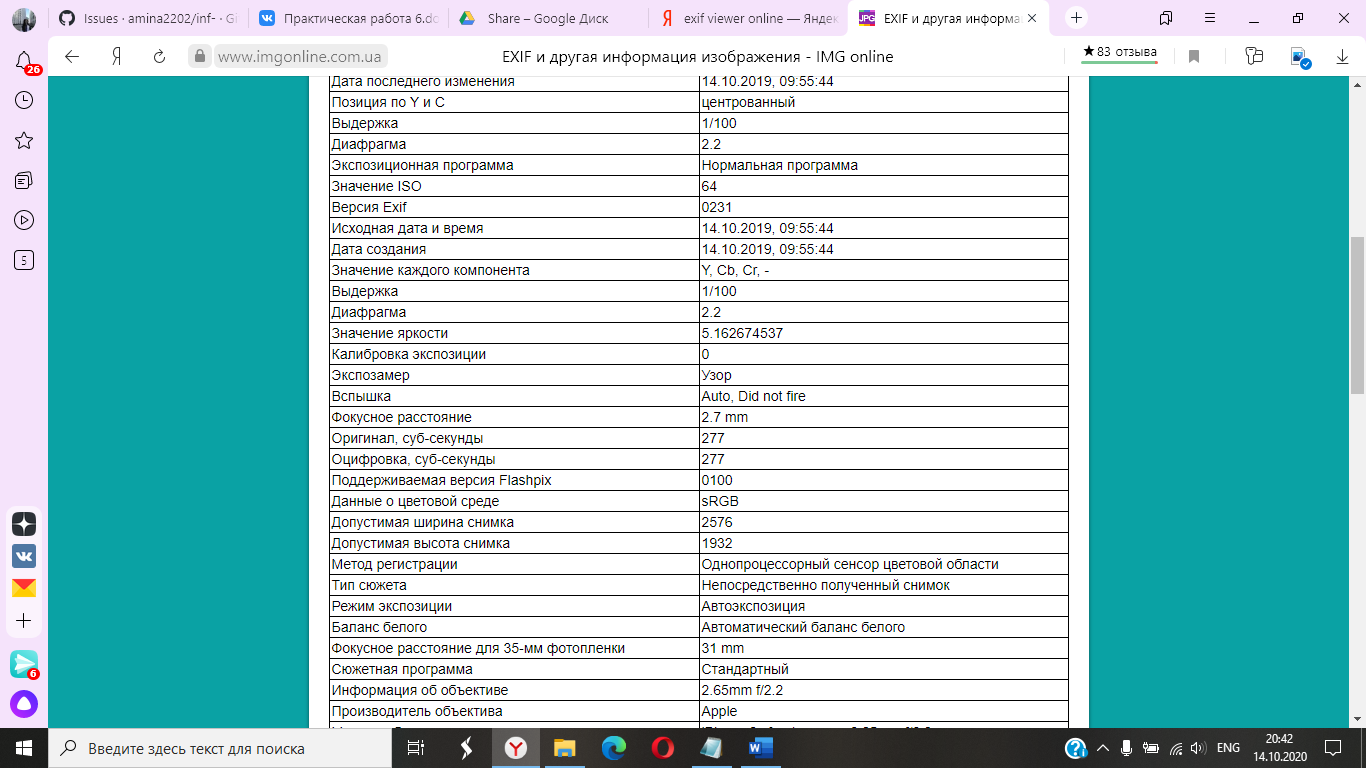 Issues · amina2202/inf- · Gi
Практическая работа 6.do
Share – Google Диск
exif viewer online — Яндек
JPG
EXIF и другая информа
26
www.imgonline.com.ua
EXIF и другая информация изображения - IMG online
★83 отзыва
Дата последнего изменения 14.10.2019, 09:55:44
Позиция по Y и C центрованный
Выдержка 1/100
Диафрагма 2.2
Экспозиционная программа Нормальная программа
Значение ISO 64
Версия Exif 0231
Исходная дата и время 14.10.2019, 09:55:44
Дата создания 14.10.2019, 09:55:44
Значение каждого компонента Y, Cb, Cr, -
Выдержка 1/100
Диафрагма 2.2
Значение яркости 5.162674537
Калибровка экспозиции 0
Экспозамер Узор
Вспышка Auto, Did not fire
Фокусное расстояние 2.7 mm
Оригинал, суб-секунды 277
Оцифровка, суб-секунды 277
Поддерживаемая версия Flashpix 0100
Данные о цветовой среде sRGB
Допустимая ширина снимка 2576
Допустимая высота снимка 1932
Метод регистрации Однопроцессорный сенсор цветовой области
Тип сюжета Непосредственно полученный снимок
Режим экспозиции Автоэкспозиция
Баланс белого Автоматический баланс белого
Фокусное расстояние для 35-мм фотопленки 31 mm
Сюжетная программа Стандартный
Информация об объективе 2.65mm f/2.2
Производитель объектива Apple
5
6
Введите здесь текст для поиска
ENG
20:42
14.10.2020